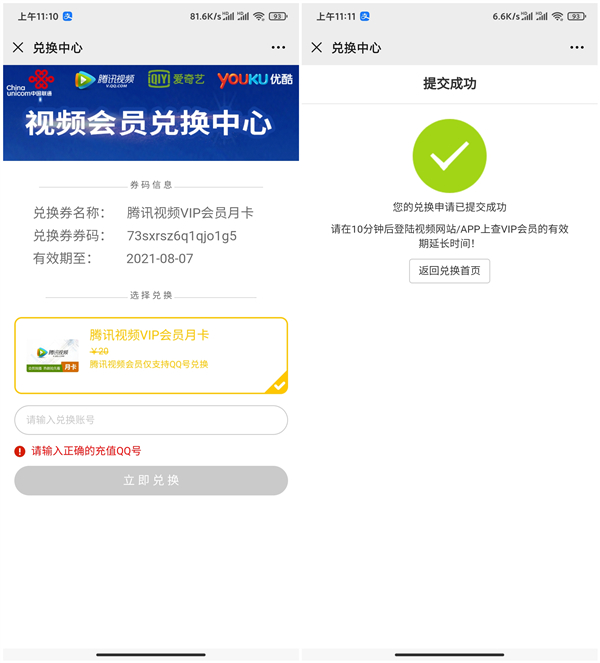 上午11:10
81.6K/s
93
兑换中心
China unicom中国联通
腾讯视频
V.QQ.COM
iQIYI 爱奇艺
YOUKU 优酷
视频会员兑换中心
券码信息
兑换券名称： 腾讯视频VIP会员月卡
兑换券券码： 73sxrsz6q1qjo1g5
有效期至： 2021-08-07
选择兑换
腾讯视频
月卡
腾讯视频VIP会员月卡
￥20
腾讯视频会员仅支持QQ号兑换
请输入兑换账号
请输入正确的充值QQ号
立即兑换
上午11:11
6.6K/s
93
兑换中心
提交成功
您的兑换申请已提交成功
请在10分钟后登陆视频网站/APP上查VIP会员的有效
期延长时间！
返回兑换首页